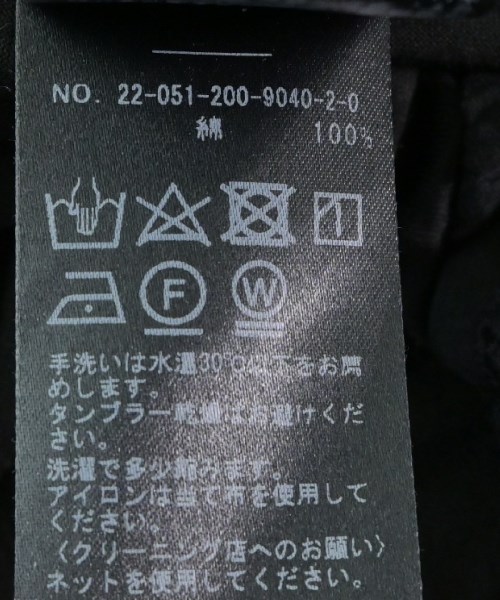 NO. 22-051-200-9040-2-0
綿 100%
F W
手洗いは水温30℃以下をお薦
めします。
タンブラー乾燥はお避けくだ
さい。
洗濯で多少縮みます。
アイロンは当て布を使用して
ください。
〈クリーニング店へのお願い〉
ネットを使用してください。